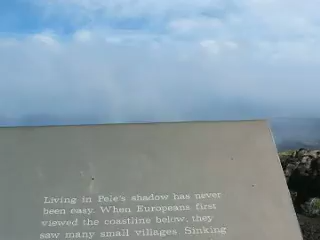 Living in Pele's shadow has never
been easy. When Europeans first
viewed the coastline below, they
saw many small villages. Sinking